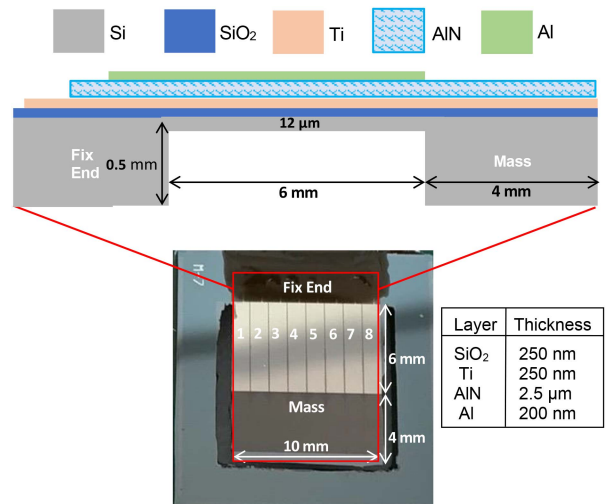 Si SiO₂ Ti AlN Al
12 µm
Fix
End
0.5 mm
Mass
6 mm
4 mm
M-7
Fix End
1 2 3 4 5 6 7 8
6 mm
Mass
4 mm
10 mm
Layer Thickness
SiO₂ 250 nm
Ti 250 nm
AlN 2.5 µm
Al 200 nm